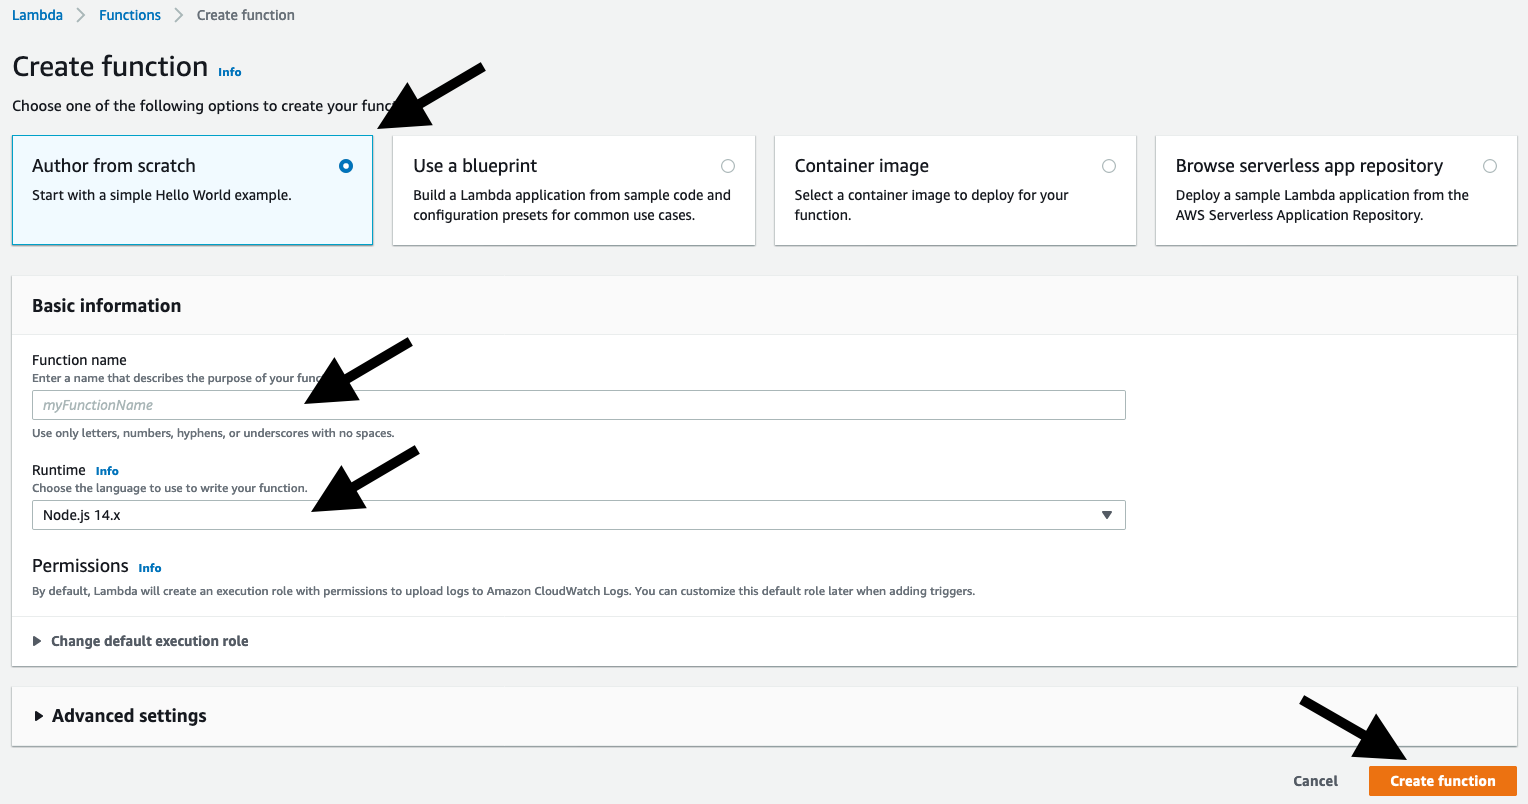 Lambda > Functions > Create function
Create function Info
Choose one of the following options to create your func
Author from scratch
Start with a simple Hello World example.
Use a blueprint
Build a Lambda application from sample code and
configuration presets for common use cases.
Container image
Select a container image to deploy for your
function.
Browse serverless app repository
Deploy a sample Lambda application from the
AWS Serverless Application Repository.
Basic information
Function name
Enter a name that describes the purpose of your func
myFunctionName
Use only letters, numbers, hyphens, or underscores with no spaces.
Runtime Info
Choose the language to use to write your function.
Node.js 14.x
Permissions Info
By default, Lambda will create an execution role with permissions to upload logs to Amazon CloudWatch Logs. You can customize this default role later when adding triggers.
Change default execution role
Advanced settings
Cancel
Create function